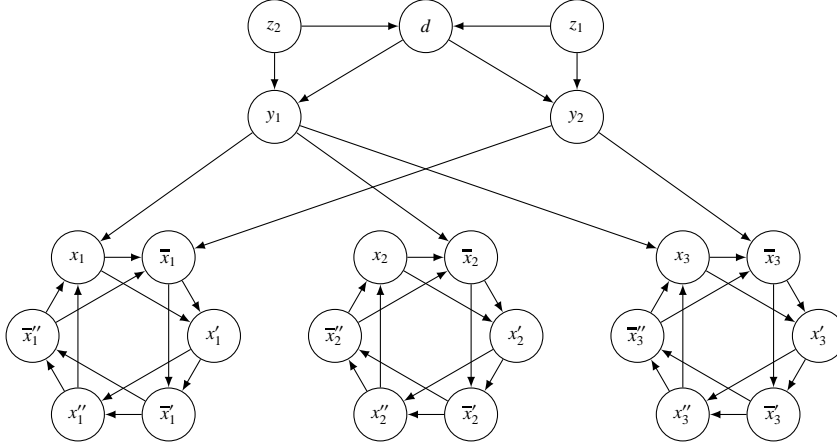 z₂ d z₁
y₁ y₂
x₁ x̅₁ x₂ x̅₂ x₃ x̅₃
x̅₁″ x₁′ x̅₂″ x₂′ x̅₃″ x₃′
x₁″ x̅₁′ x₂″ x̅₂′ x₃″ x̅₃′